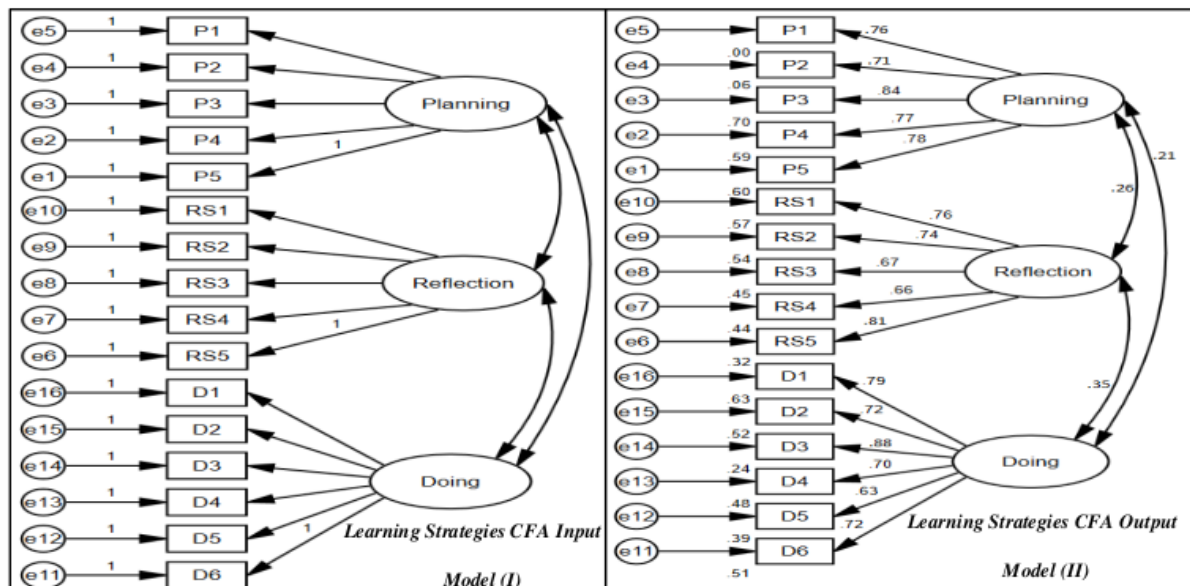 e5 1 P1
e4 1 P2
e3 1 P3
Planning
e2 1 P4
1
e1 1 P5
e10 1 RS1
e9 1 RS2
e8 1 RS3
Reflection
e7 1 RS4
1
e6 1 RS5
e16 1 D1
e15 1 D2
e14 1 D3
Doing
e13 1 D4
e12 1 D5
1
Learning Strategies CFA Input
e11 1 D6
Model (I)
e5 P1 .76
.00
e4 P2 .71
.06
e3 P3 .84
Planning
.70
e2 P4 .77
.78
.21
.59
e1 P5
.26
.60
e10 RS1 .76
.57
e9 RS2 .74
.54
e8 RS3 .67
Reflection
.45
e7 RS4 .66
.44
e6 RS5 .81
.32
e16 D1 .79
.35
.63
e15 D2 .72
.52
e14 D3 .88
Doing
.24
e13 D4 .70
.48
e12 D5 .63
Learning Strategies CFA Output
.39
e11 D6 .72
.51
Model (II)